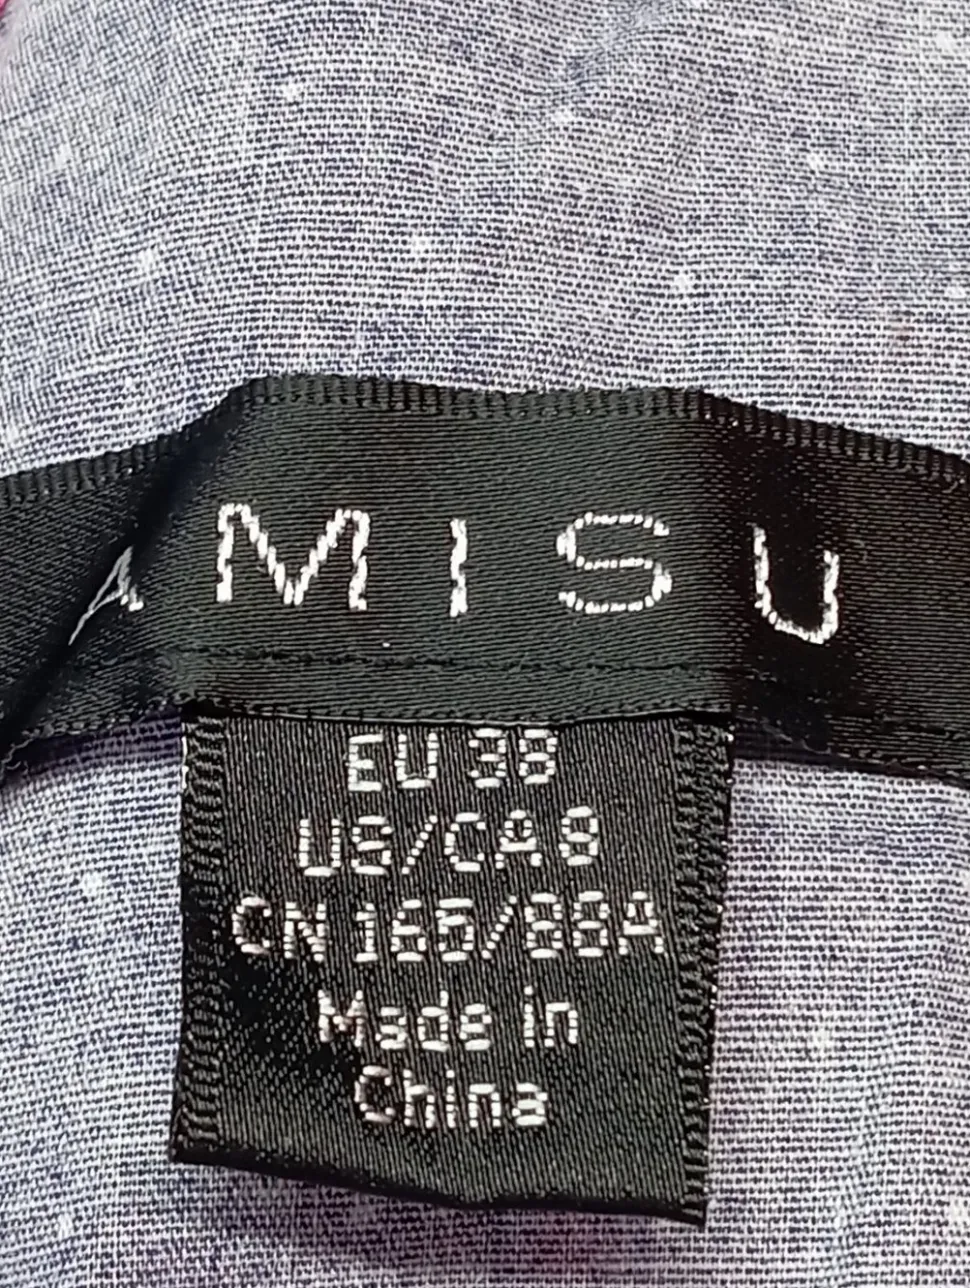 AMISU
EU 38
US/CA 8
CN 165/88A
Made in
China